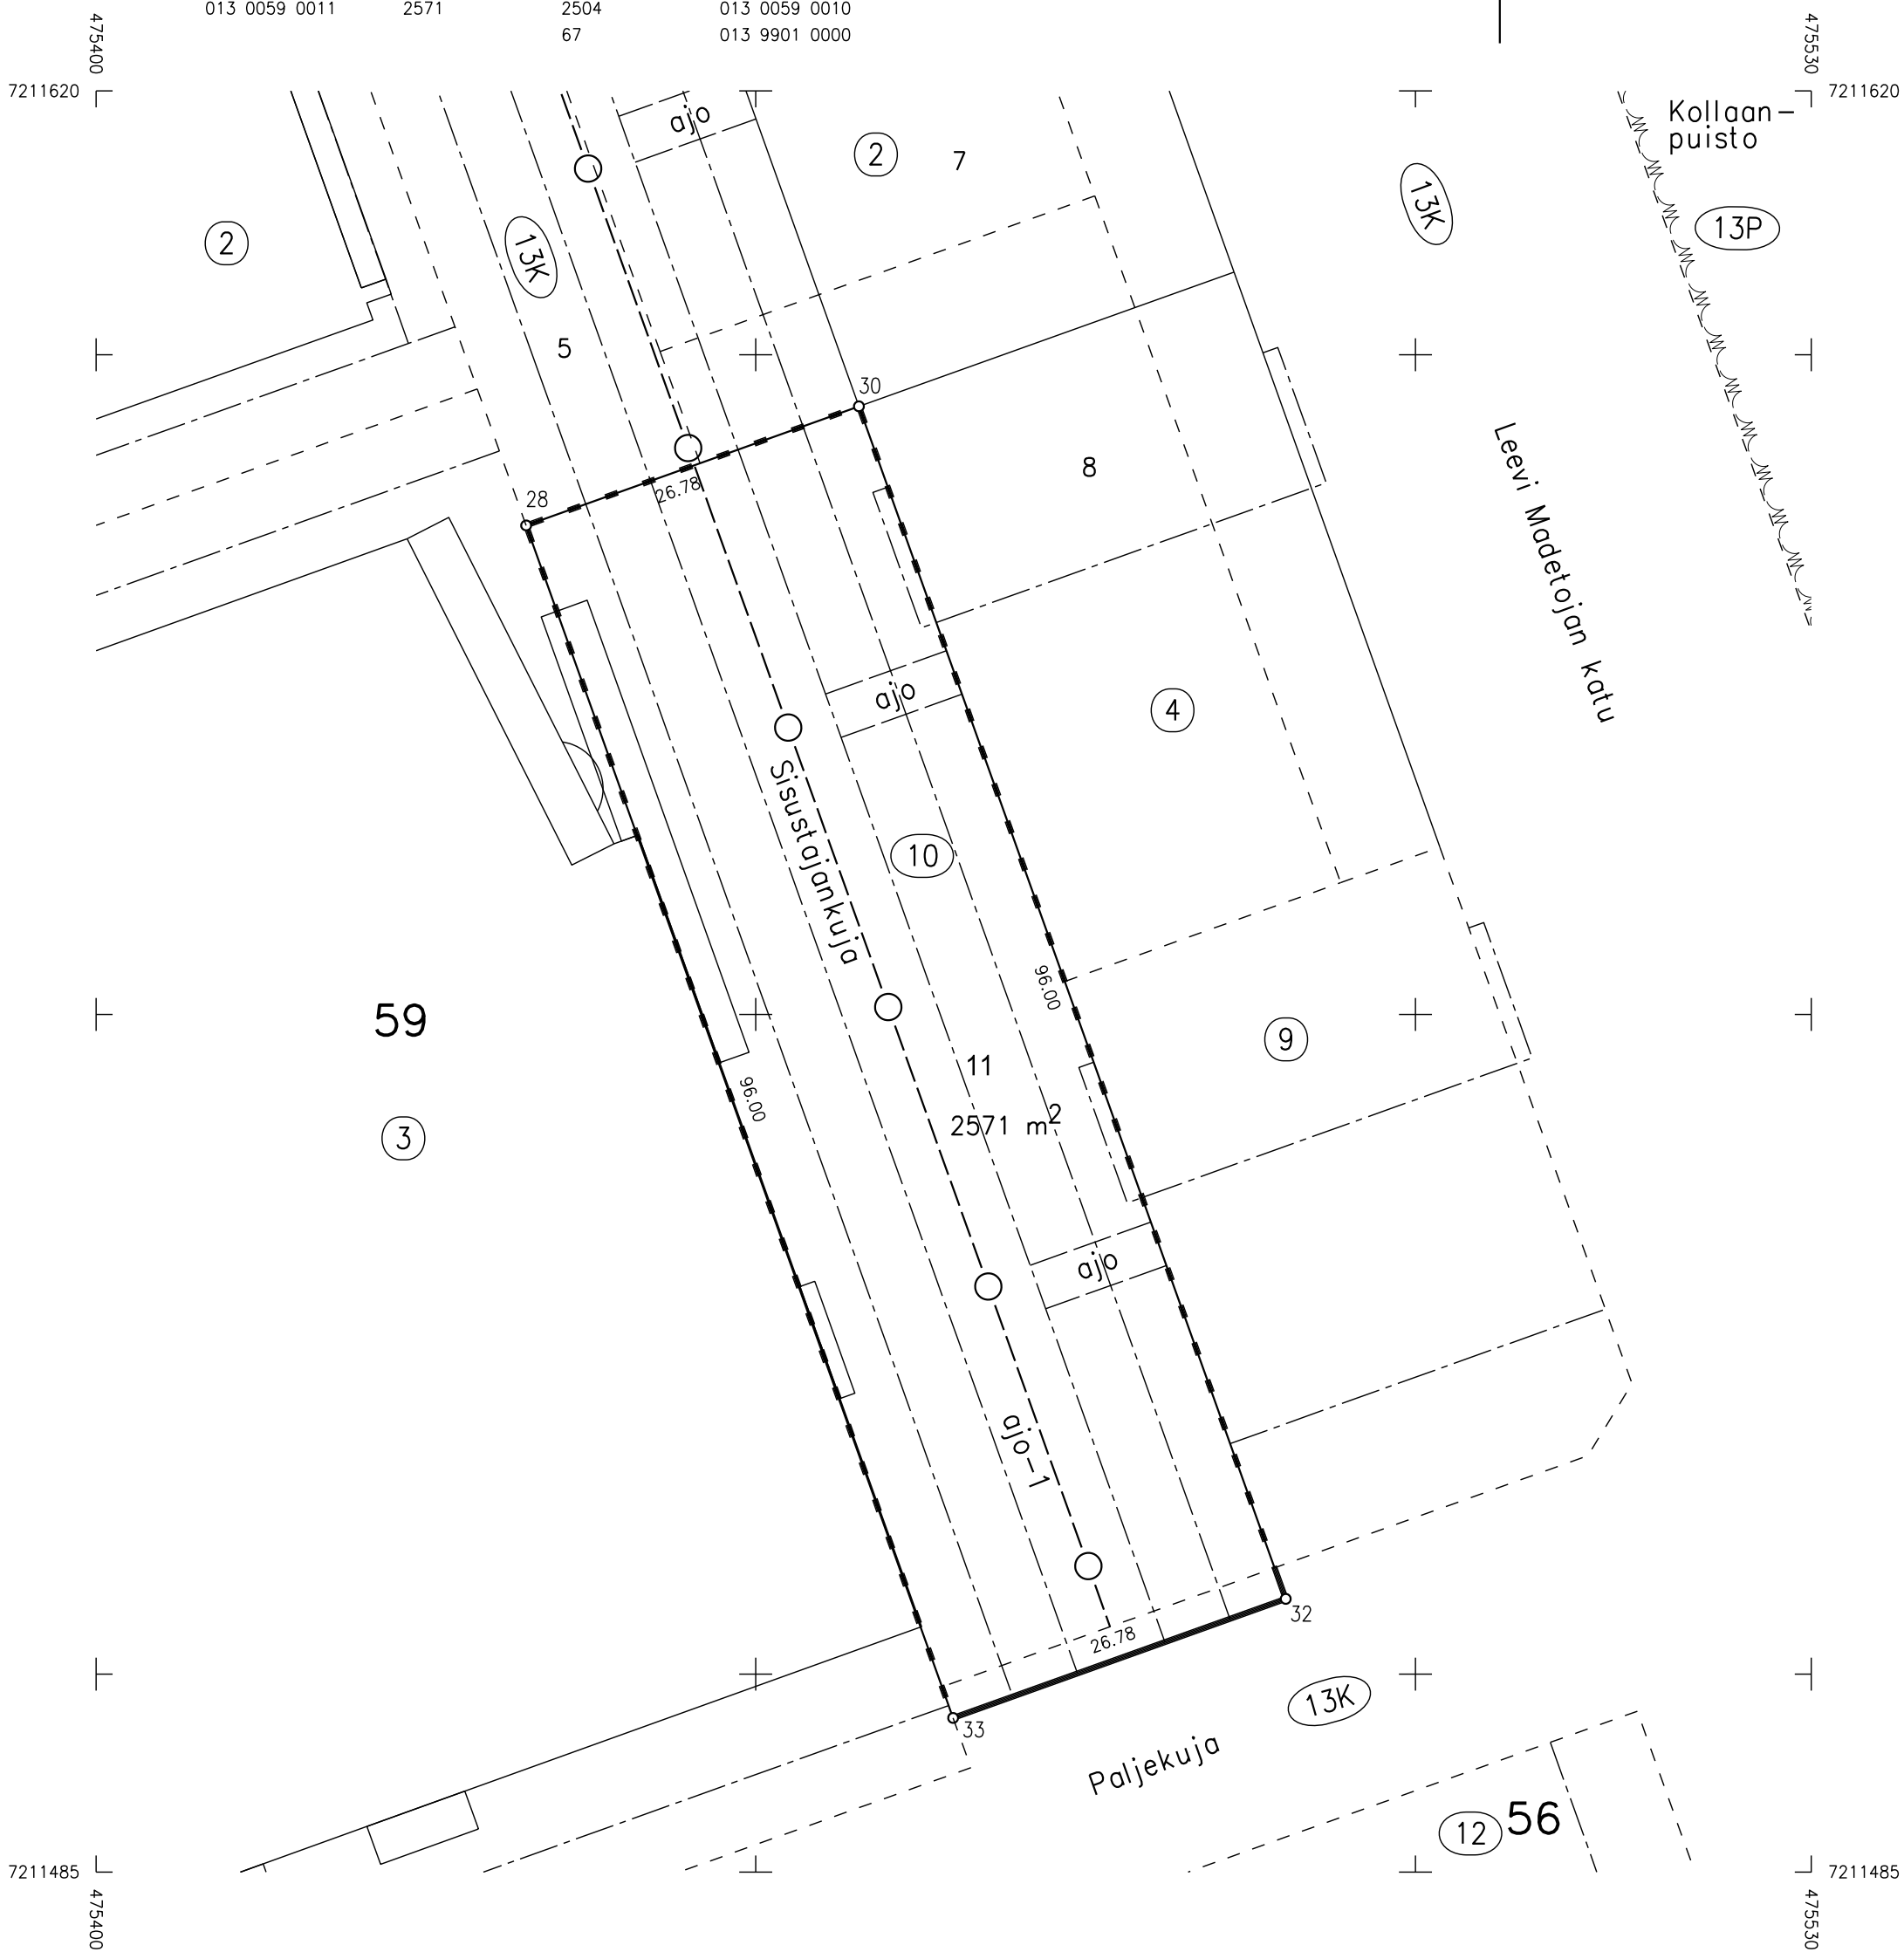 013 0059 0011 2571 2504 013 0059 0010
67 013 9901 0000
475400
475530
7211620
7211620
Kollaan-
puisto
ajo
2
7
13K
13P
2
13K
5
30
8
28
26.78
Leevi Madetojan katu
ajo
4
Sisustajankuja
10
96.00
59
9
11
96.00
2571 m²
3
ajo
ajo-1
32
26.78
33
13K
Paljekuja
12
56
7211485
7211485
475400
475530